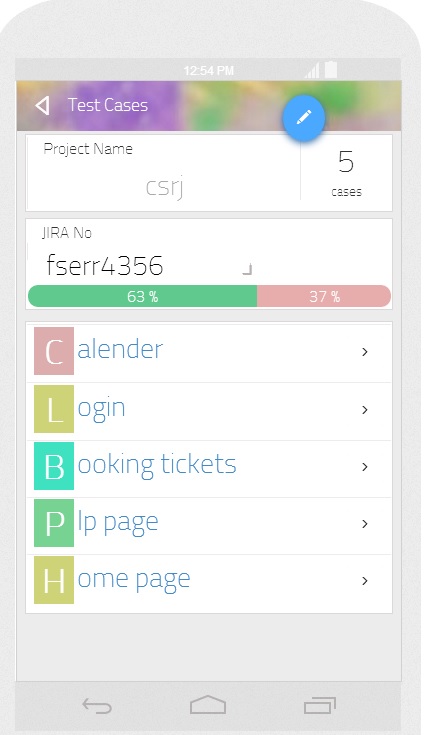 12:54 PM
Test Cases
Project Name
csrj
5
cases
JIRA No
fserr4356
63 % 37 %
Calender
Login
Booking tickets
Plp page
Home page